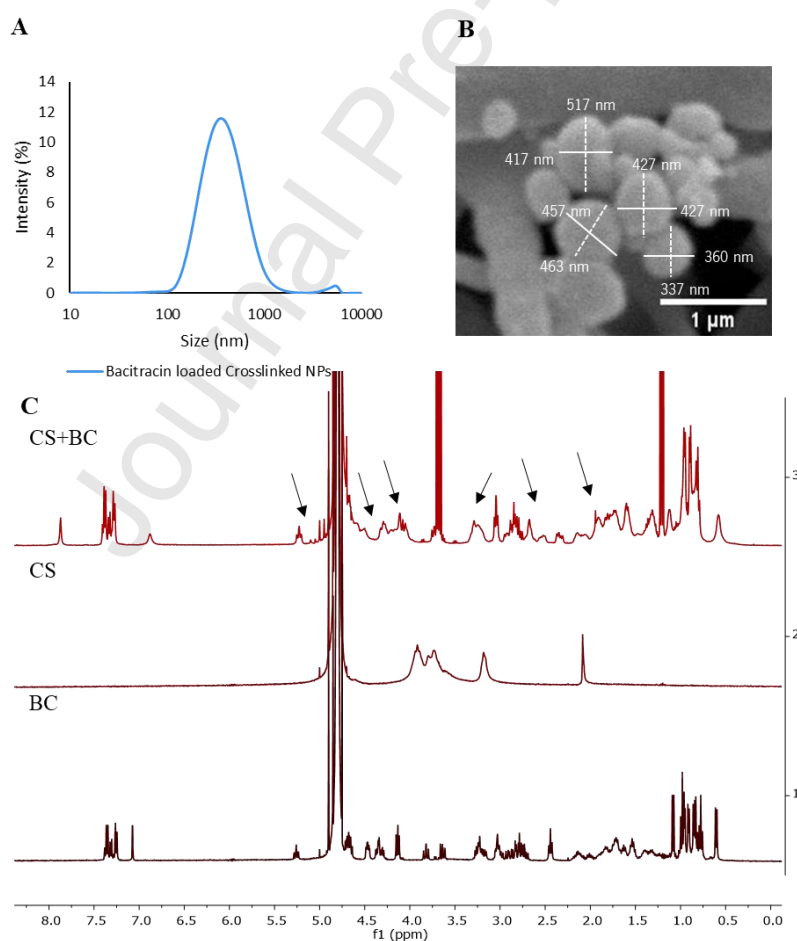 Journal Pre-
A
Intensity (%)
14
12
10
8
6
4
2
0
10
100
1000
10000
Size (nm)
Bacitracin loaded Crosslinked NPs
B
517 nm
417 nm
427 nm
457 nm
427 nm
463 nm
360 nm
337 nm
1 µm
C
CS+BC
3
CS
2
BC
1
8.0 7.5 7.0 6.5 6.0 5.5 5.0 4.5 4.0 3.5 3.0 2.5 2.0 1.5 1.0 0.5 0.0
f1 (ppm)